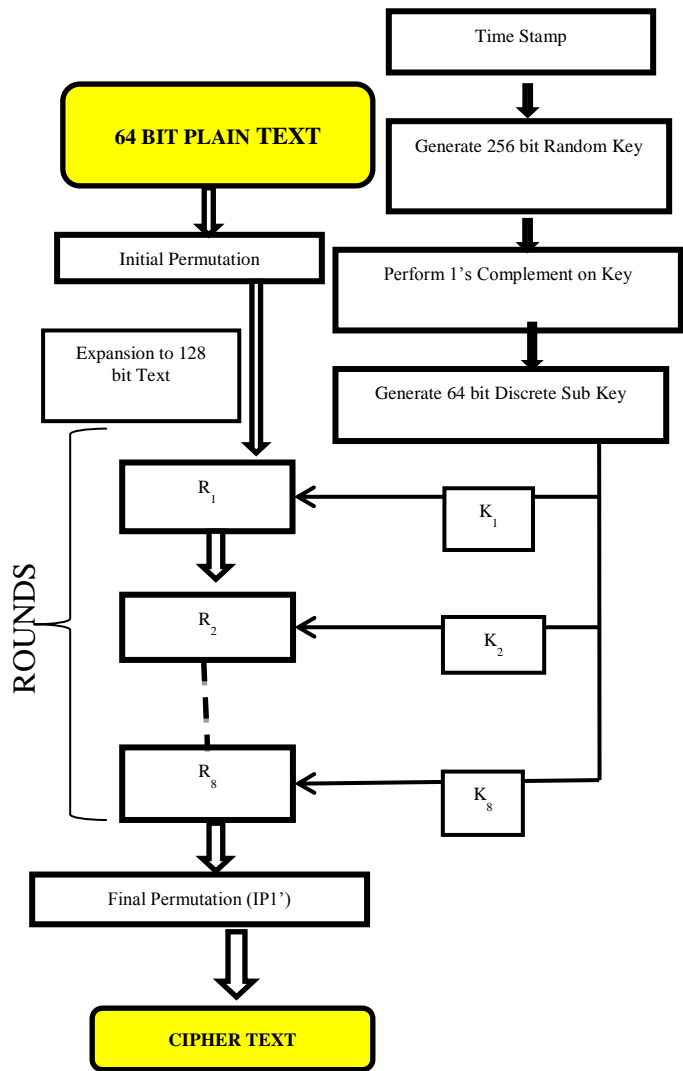 Time Stamp
64 BIT PLAIN TEXT
Generate 256 bit Random Key
Initial Permutation
Perform 1’s Complement on Key
Expansion to 128
bit Text
Generate 64 bit Discrete Sub Key
ROUNDS
R1
K1
R2
K2
R8
K8
Final Permutation (IP1’)
CIPHER TEXT